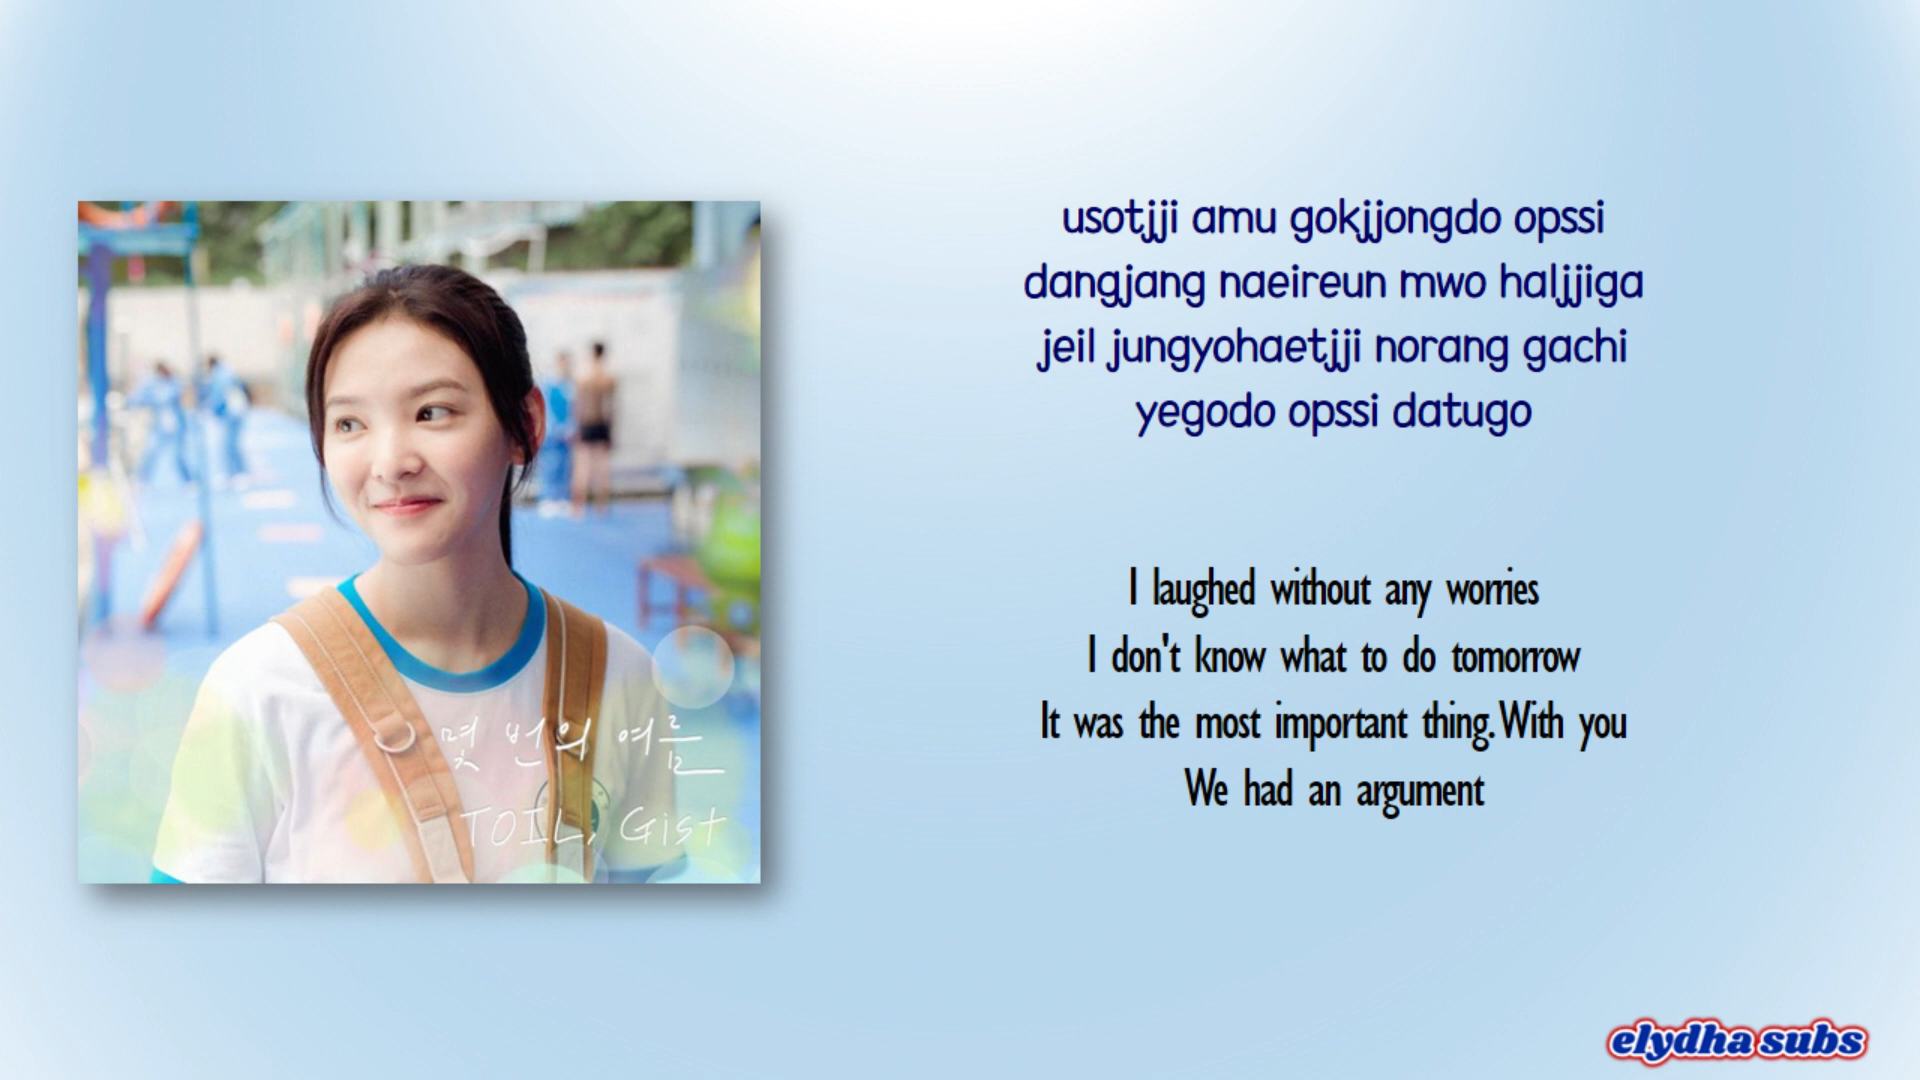 usotjji amu gokjjongdo opssi
dangjang naeireun mwo haljjiga
jeil jungyohaetjji norang gachi
yegodo opssi datugo
I laughed without any worries
I don't know what to do tomorrow
It was the most important thing.With you
We had an argument
몇 번의 여름
TOIL, Gist
elydha subs